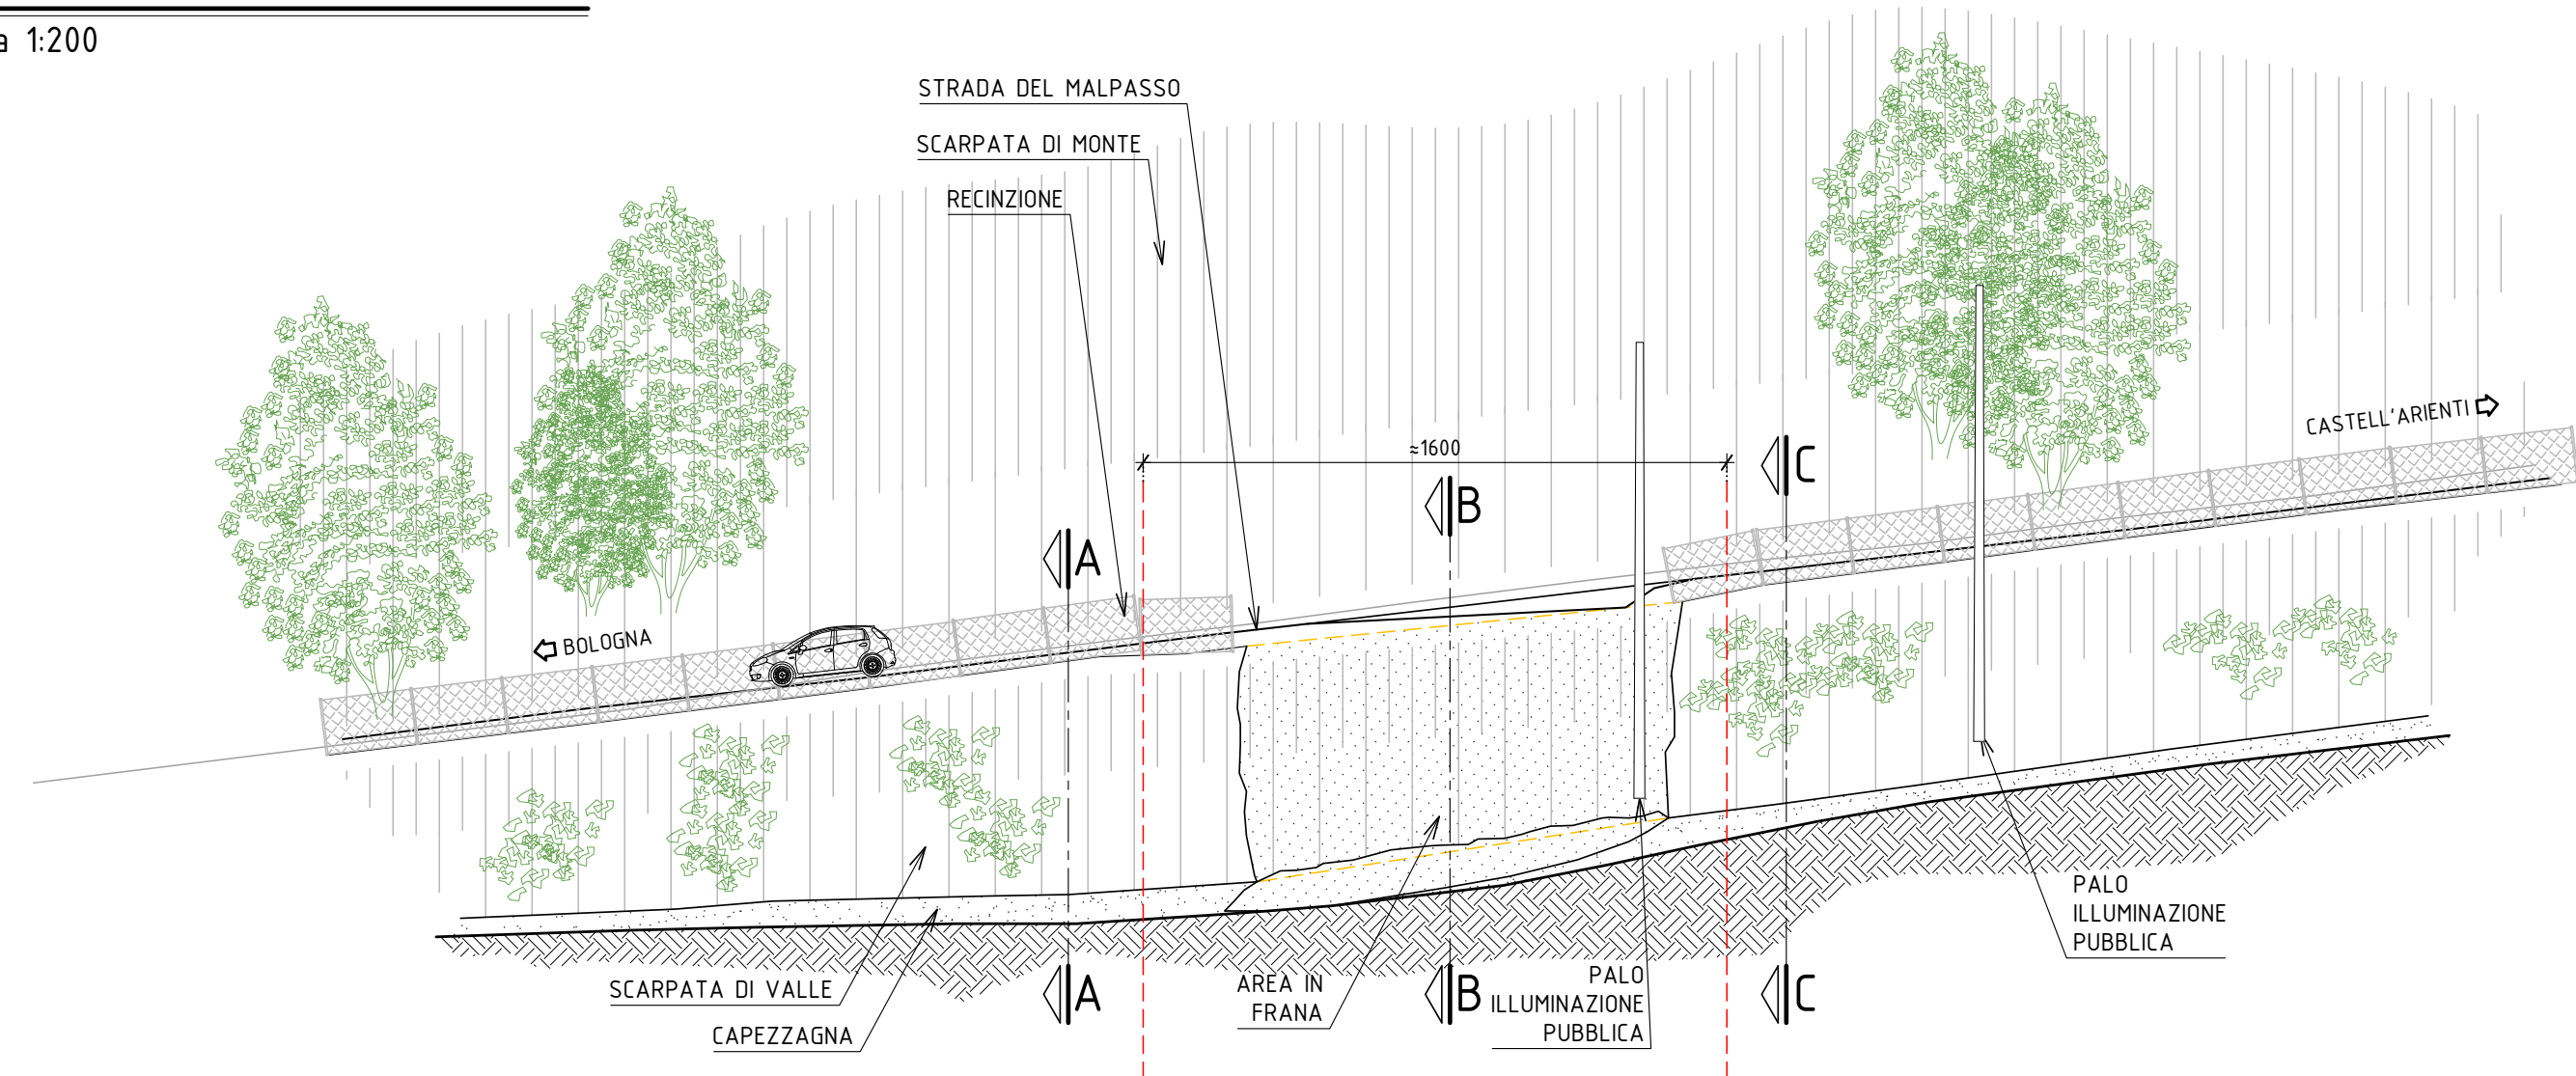 1:200
STRADA DEL MALPASSO
SCARPATA DI MONTE
RECINZIONE
CASTELL'ARIENTI
≈1600
C
B
A
BOLOGNA
PALO
ILLUMINAZIONE
PUBBLICA
SCARPATA DI VALLE
CAPEZZAGNA
A
AREA IN
FRANA
B
PALO
ILLUMINAZIONE
PUBBLICA
C